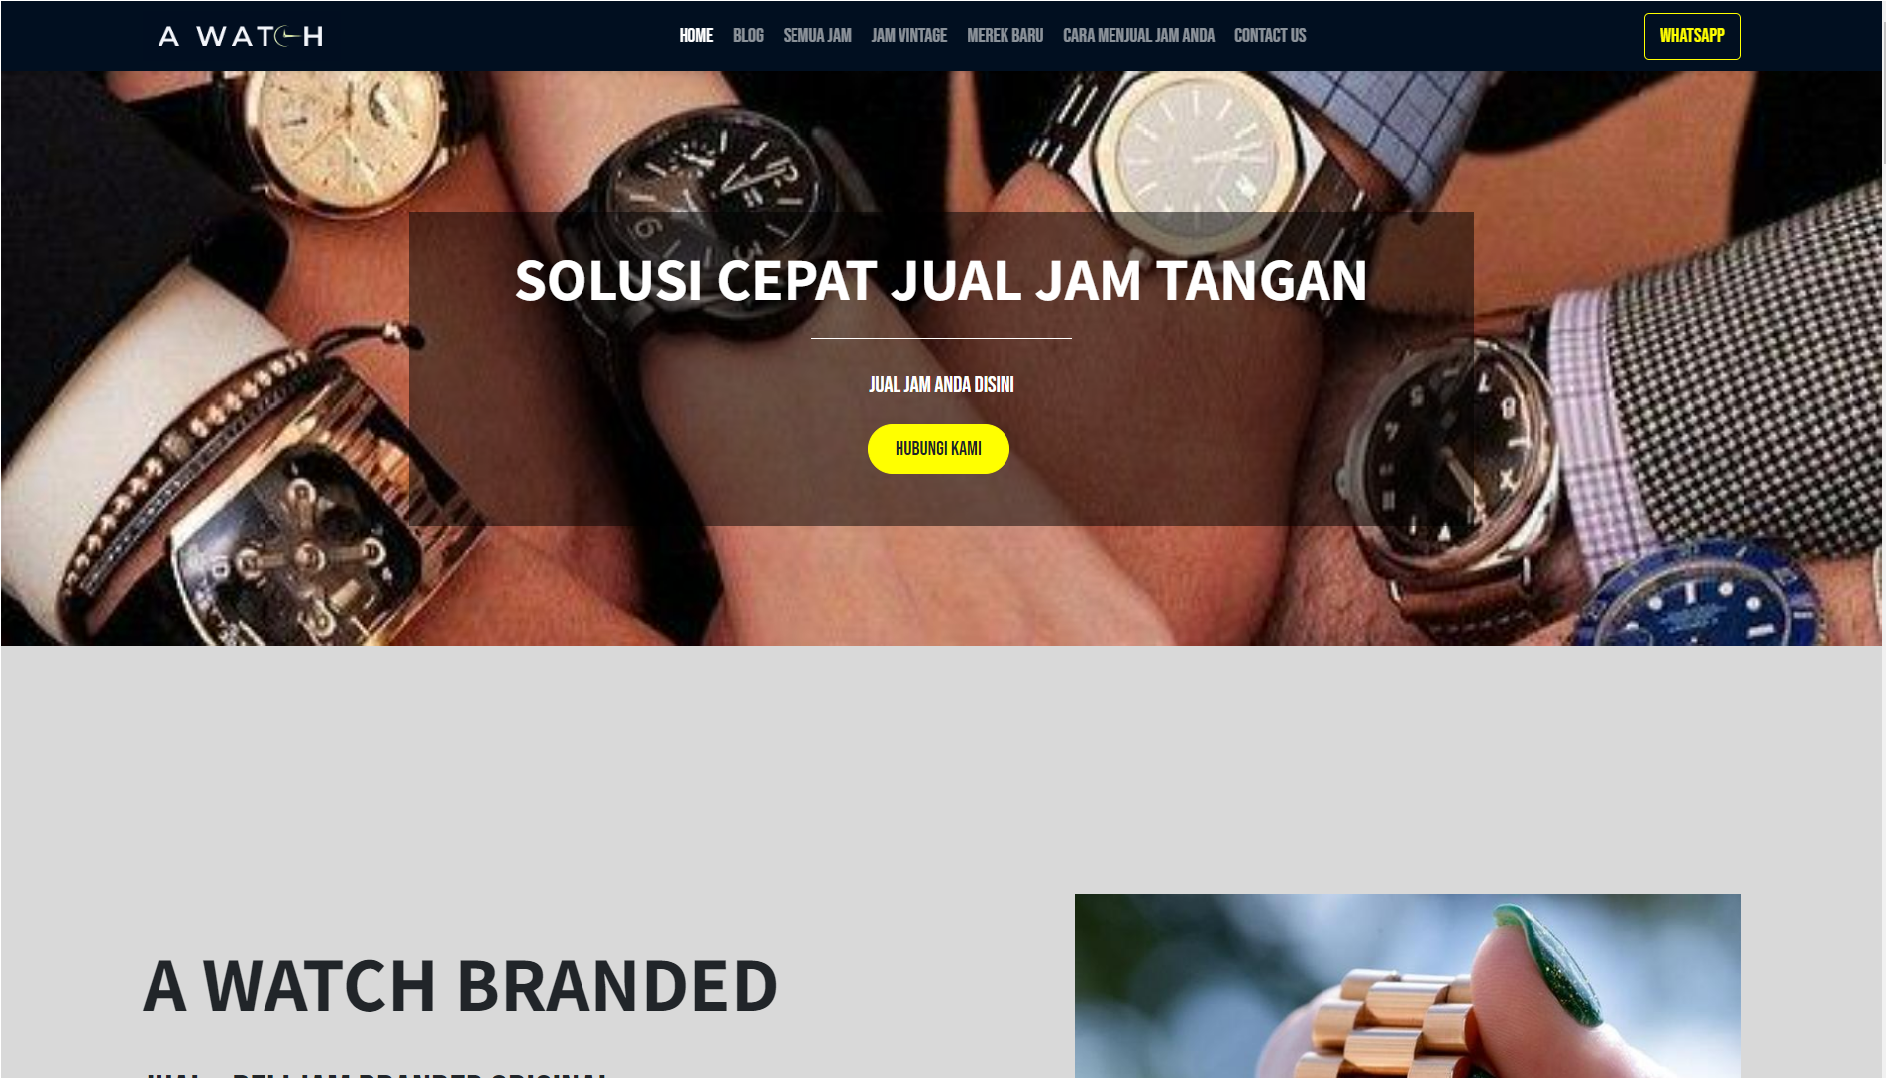 A WATCH
HOME BLOG SEMUA JAM JAM VINTAGE MEREK BARU CARA MENJUAL JAM ANDA CONTACT US
WHATSAPP
SOLUSI CEPAT JUAL JAM TANGAN
JUAL JAM ANDA DISINI
HUBUNGI KAMI
A WATCH BRANDED